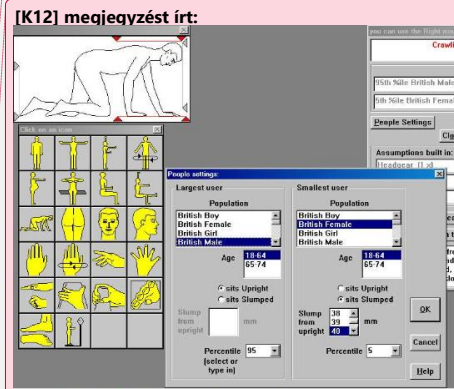 [K12] megjegyzést írt:
you can use the Right
Crawli
95th %ile British Male
5th %ile British Femal
People Settings
Assumptions built in:
Click on an icon
People settings:
Largest user
Population
British Boy
British Female
British Girl
British Male
Age
18-64
65-74
sits Upright
sits Slumped
Slump
from
upright
mm
Percentile
95
(select or
type in)
Smallest user
Population
British Boy
British Female
British Girl
British Male
Age
18-64
65-74
sits Upright
sits Slumped
Slump
from
upright
38
39
40
mm
Percentile
5
OK
Cancel
Help